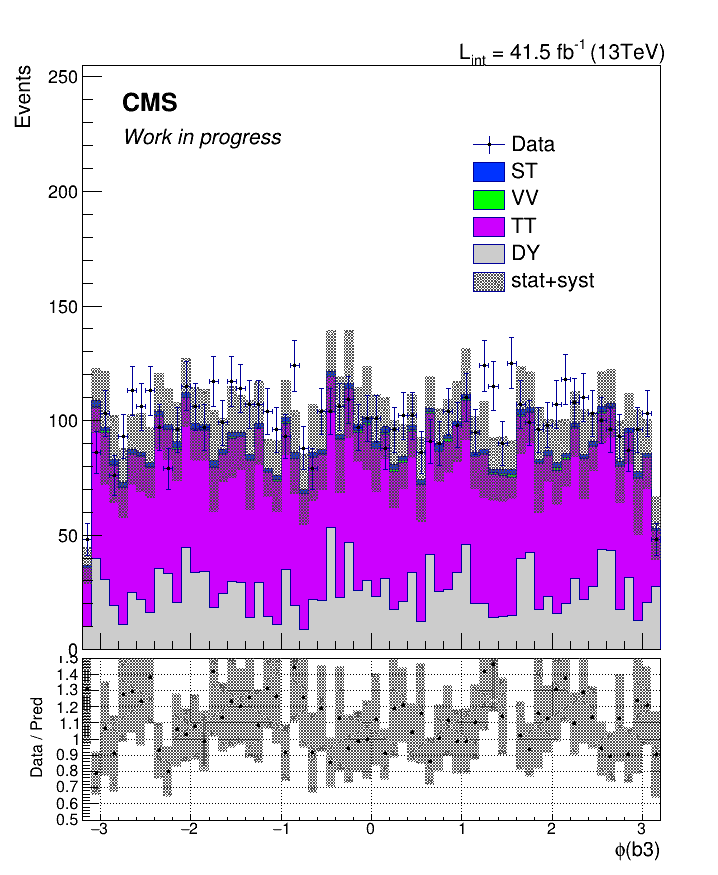 L_int = 41.5 fb^-1 (13TeV)
Events
250
200
150
100
50
0
CMS
Work in progress
Data
ST
VV
TT
DY
stat+syst
Data / Pred
1.5
1.4
1.3
1.2
1.1
1
0.9
0.8
0.7
0.6
0.5
−3 −2 −1 0 1 2 3
ϕ(b3)